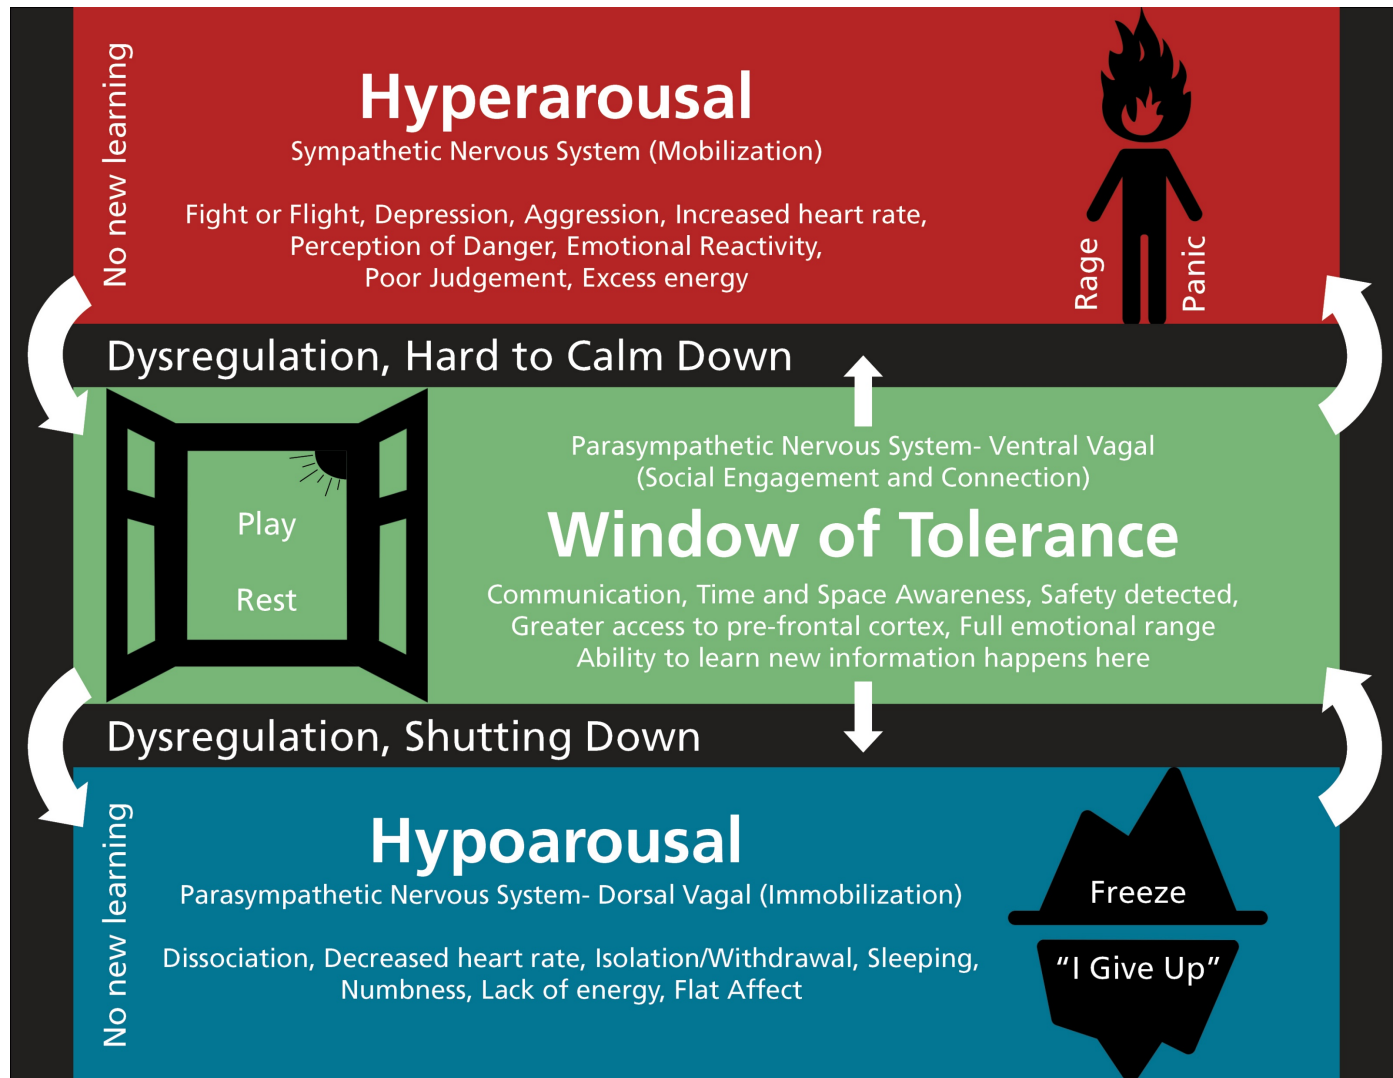 No new learning
Hyperarousal
Sympathetic Nervous System (Mobilization)
Fight or Flight, Depression, Aggression, Increased heart rate,
Perception of Danger, Emotional Reactivity,
Poor Judgement, Excess energy
Rage
Panic
Dysregulation, Hard to Calm Down
Play
Rest
Parasympathetic Nervous System- Ventral Vagal
(Social Engagement and Connection)
Window of Tolerance
Communication, Time and Space Awareness, Safety detected,
Greater access to pre-frontal cortex, Full emotional range
Ability to learn new information happens here
Dysregulation, Shutting Down
No new learning
Hypoarousal
Parasympathetic Nervous System- Dorsal Vagal (Immobilization)
Dissociation, Decreased heart rate, Isolation/Withdrawal, Sleeping,
Numbness, Lack of energy, Flat Affect
Freeze
“I Give Up”